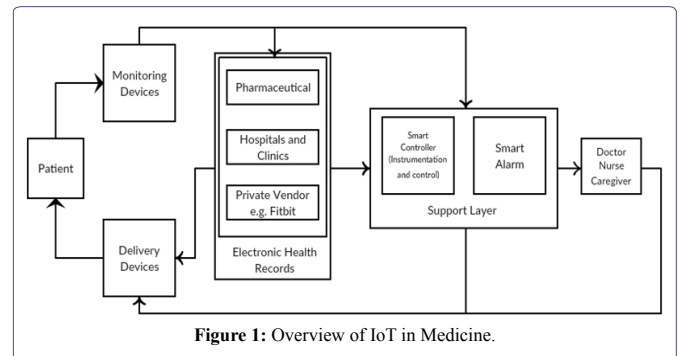 Monitoring
Devices
Patient
Delivery
Devices
Pharmaceutical
Hospitals and
Clinics
Private Vendor
e.g. Fitbit
Electronic Health
Records
Smart
Controller
(Instrumentation
and control)
Smart
Alarm
Support Layer
Doctor
Nurse
Caregiver
Figure 1: Overview of IoT in Medicine.